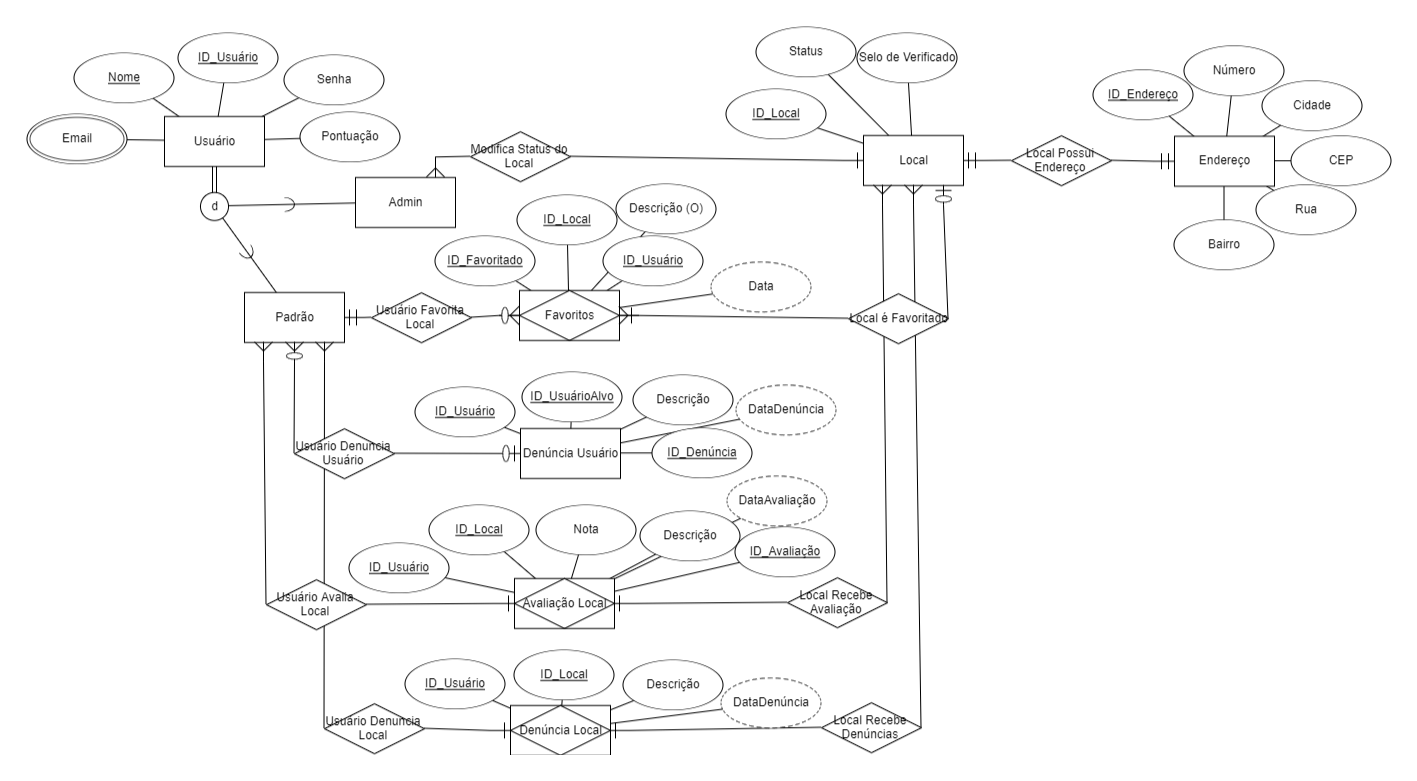 ID_Usuário
Nome
Senha
Email
Usuário
Pontuação
d
Admin
Modifica Status do
Local
Status
Selo de Verificado
ID_Local
Local
Local Possui
Endereço
ID_Endereço
Número
Cidade
Endereço
CEP
Rua
Bairro
ID_Local
Descrição (O)
ID_Favoritado
ID_Usuário
Data
Padrão
Usuário Favorita
Local
Favoritos
Local é Favoritado
ID_Usuário
ID_UsuárioAlvo
Descrição
DataDenúncia
Usuário Denuncia
Usuário
Denúncia Usuário
ID_Denúncia
DataAvaliação
ID_Local
Nota
Descrição
ID_Avaliação
ID_Usuário
Usuário Avalia
Local
Avaliação Local
Local Recebe
Avaliação
ID_Usuário
ID_Local
Descrição
DataDenúncia
Usuário Denuncia
Local
Denúncia Local
Local Recebe
Denúncias